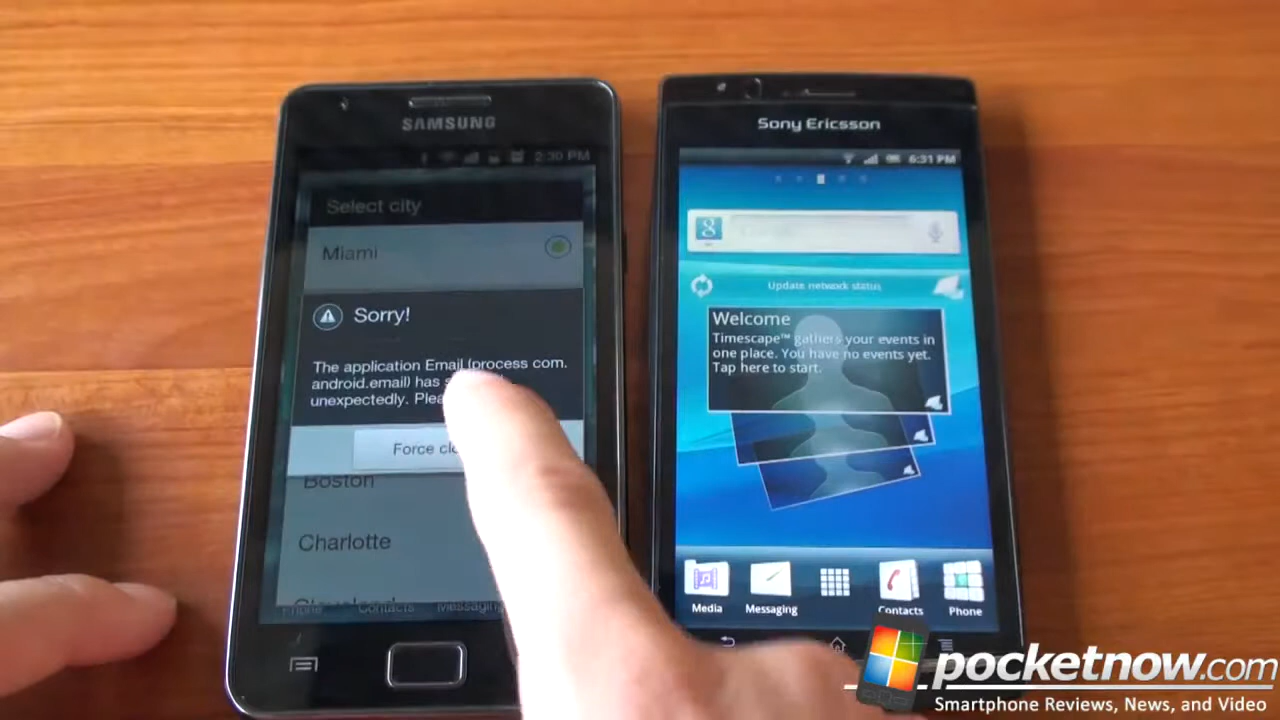 SAMSUNG
2:30 PM
Select city
Miami
Sorry!
The application Email (process com.
android.email) has
unexpectedly.
Force
Boston
Charlotte
Phone Contacts Messaging
Sony Ericsson
6:31 PM
8
Update network status
Welcome
Timescape™ gathers your events in
one place. You have no events yet.
Tap here to start.
Media Messaging Contacts Phone
pocketnow.com
Smartphone Reviews, News, and Video